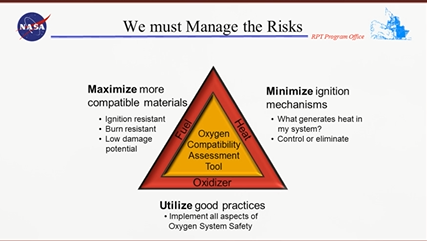 NASA
We must Manage the Risks
RPT Program Office
Maximize more
compatible materials
• Ignition resistant
• Burn resistant
• Low damage
potential
Minimize ignition
mechanisms
• What generates heat in
my system?
• Control or eliminate
Fuel
Heat
Oxygen
Compatibility
Assessment
Tool
Oxidizer
Utilize good practices
• Implement all aspects of
Oxygen System Safety